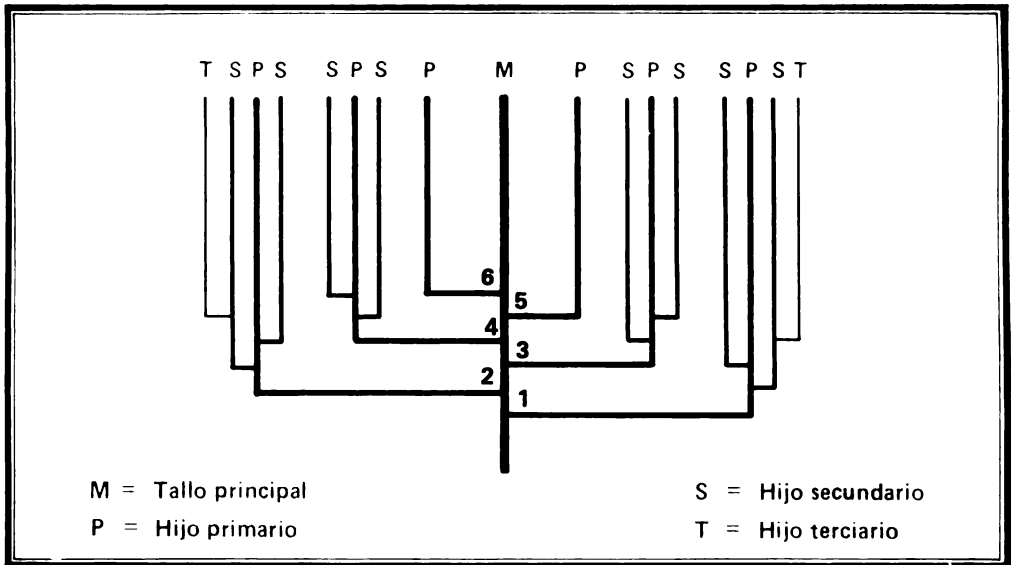 T S P S S P S P M P S P S S P S T
6
5
4
3
2
1
M = Tallo principal
P = Hijo primario
S = Hijo secundario
T = Hijo terciario